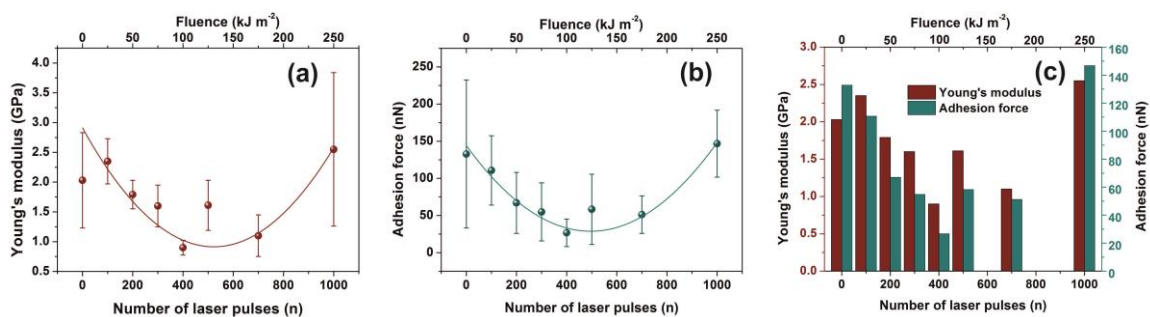 Fluence (kJ m⁻²)
0 50 100 150 200 250
(a)
Young's modulus (GPa)
4.0
3.5
3.0
2.5
2.0
1.5
1.0
0.5
0 200 400 600 800 1000
Number of laser pulses (n)
Fluence (kJ m⁻²)
0 50 100 150 200 250
(b)
Adhesion force (nN)
250
200
150
100
50
0
0 200 400 600 800 1000
Number of laser pulses (n)
Fluence (kJ m⁻²)
0 50 100 150 200 250
(c)
Young's modulus
Adhesion force
Young's modulus (GPa)
3.0
2.5
2.0
1.5
1.0
0.5
0.0
160
140
120
100
80
60
40
20
0
Adhesion force (nN)
0 200 400 600 800 1000
Number of laser pulses (n)